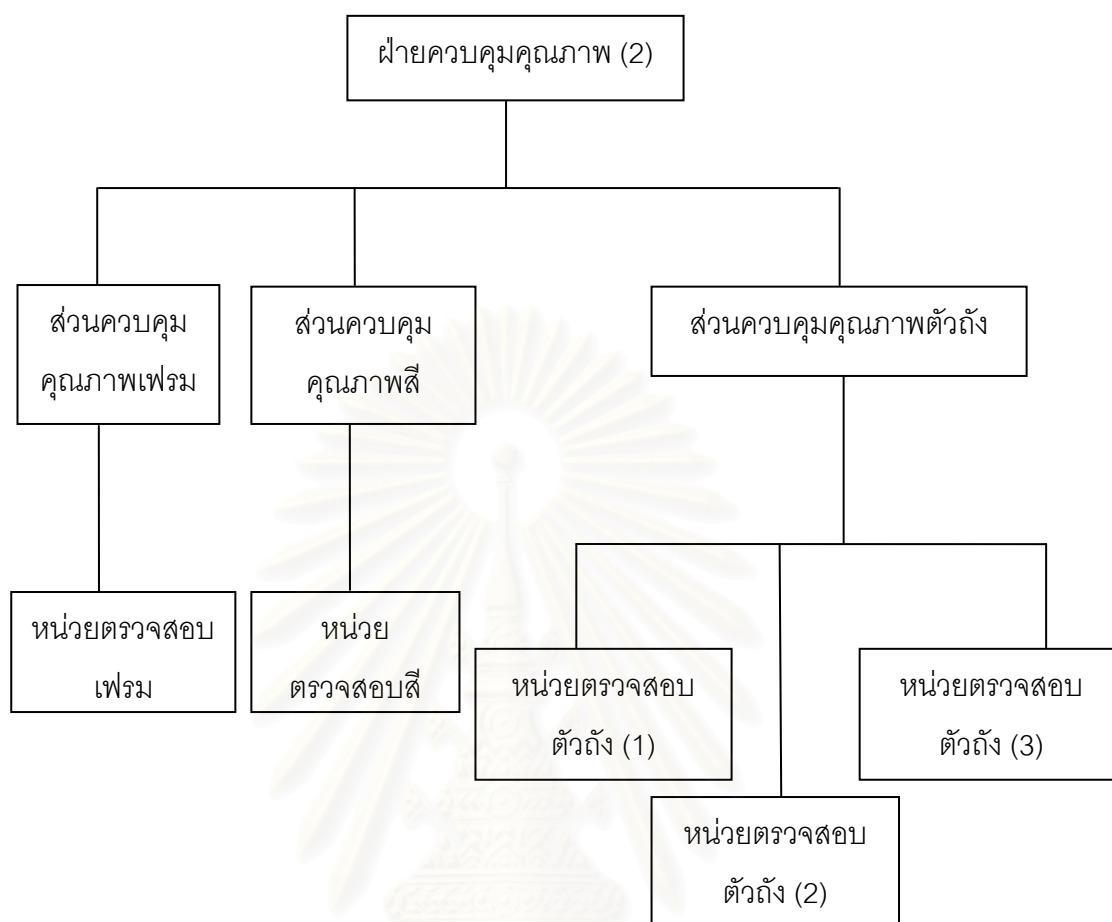 ฝ่ายควบคุมคุณภาพ (2)
ส่วนควบคุม
คุณภาพเฟรม
ส่วนควบคุม
คุณภาพสี
ส่วนควบคุมคุณภาพตัวถัง
หน่วยตรวจสอบ
เฟรม
หน่วย
ตรวจสอบสี
หน่วยตรวจสอบ
ตัวถัง (1)
หน่วยตรวจสอบ
ตัวถัง (2)
หน่วยตรวจสอบ
ตัวถัง (3)